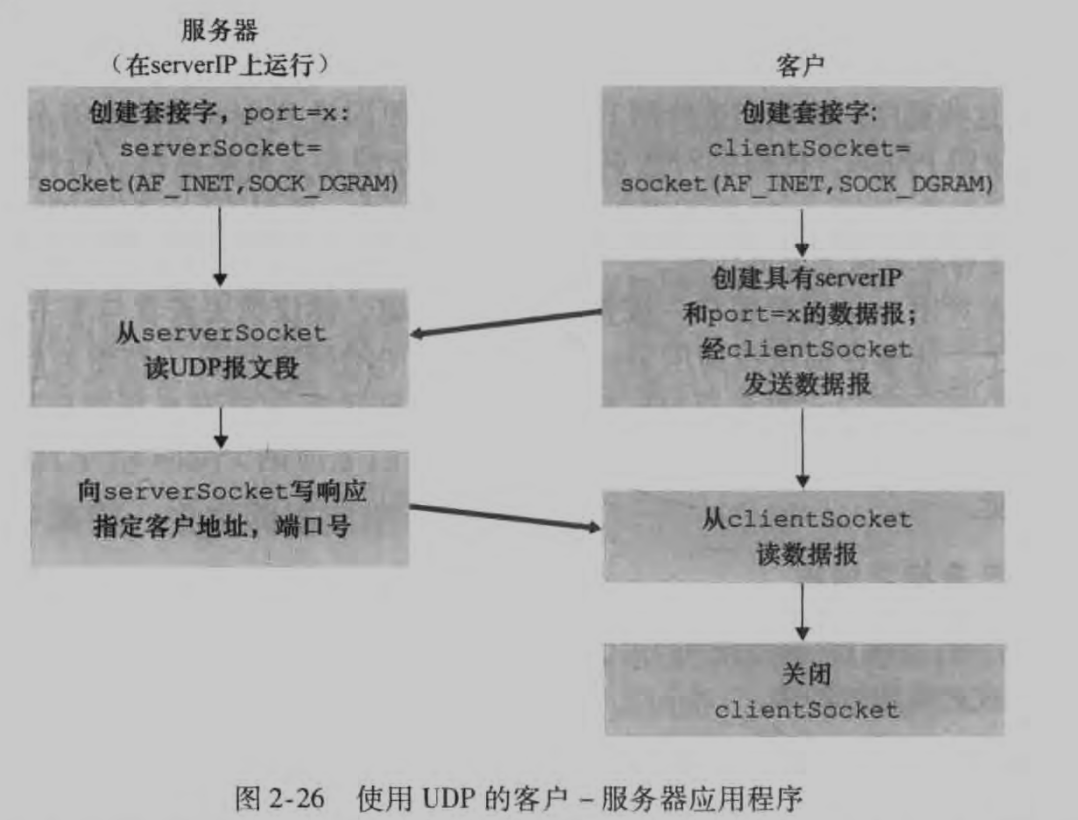 服务器
（在serverIP上运行）
创建套接字，port=x:
serverSocket=
socket(AF_INET,SOCK_DGRAM)
从serverSocket
读UDP报文段
向serverSocket写响应
指定客户地址，端口号
客户
创建套接字:
clientSocket=
socket(AF_INET,SOCK_DGRAM)
创建具有serverIP
和port=x的数据报；
经clientSocket
发送数据报
从clientSocket
读数据报
关闭
clientSocket
图 2-26 使用 UDP 的客户 – 服务器应用程序